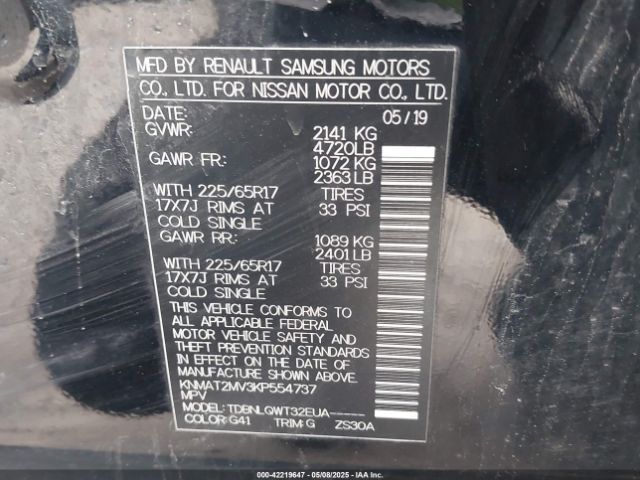 MFD BY RENAULT SAMSUNG MOTORS
CO., LTD. FOR NISSAN MOTOR CO., LTD.
DATE: 05/19
GVWR: 2141 KG
4720LB
GAWR FR: 1072 KG
2363 LB
WITH 225/65R17 TIRES
17X7J RIMS AT 33 PSI
COLD SINGLE
GAWR RR: 1089 KG
2401 LB
WITH 225/65R17 TIRES
17X7J RIMS AT 33 PSI
COLD SINGLE
THIS VEHICLE CONFORMS TO
ALL APPLICABLE FEDERAL
MOTOR VEHICLE SAFETY AND
THEFT PREVENTION STANDARDS
IN EFFECT ON THE DATE OF
MANUFACTURE SHOWN ABOVE.
KNMAT2MV3KP554737
MPV
MODEL: TDBNLQWT32EUA-----
COLOR: G41 TRIM: G ZS30A
000-42219647 - 05/08/2025 - IAAI.COM